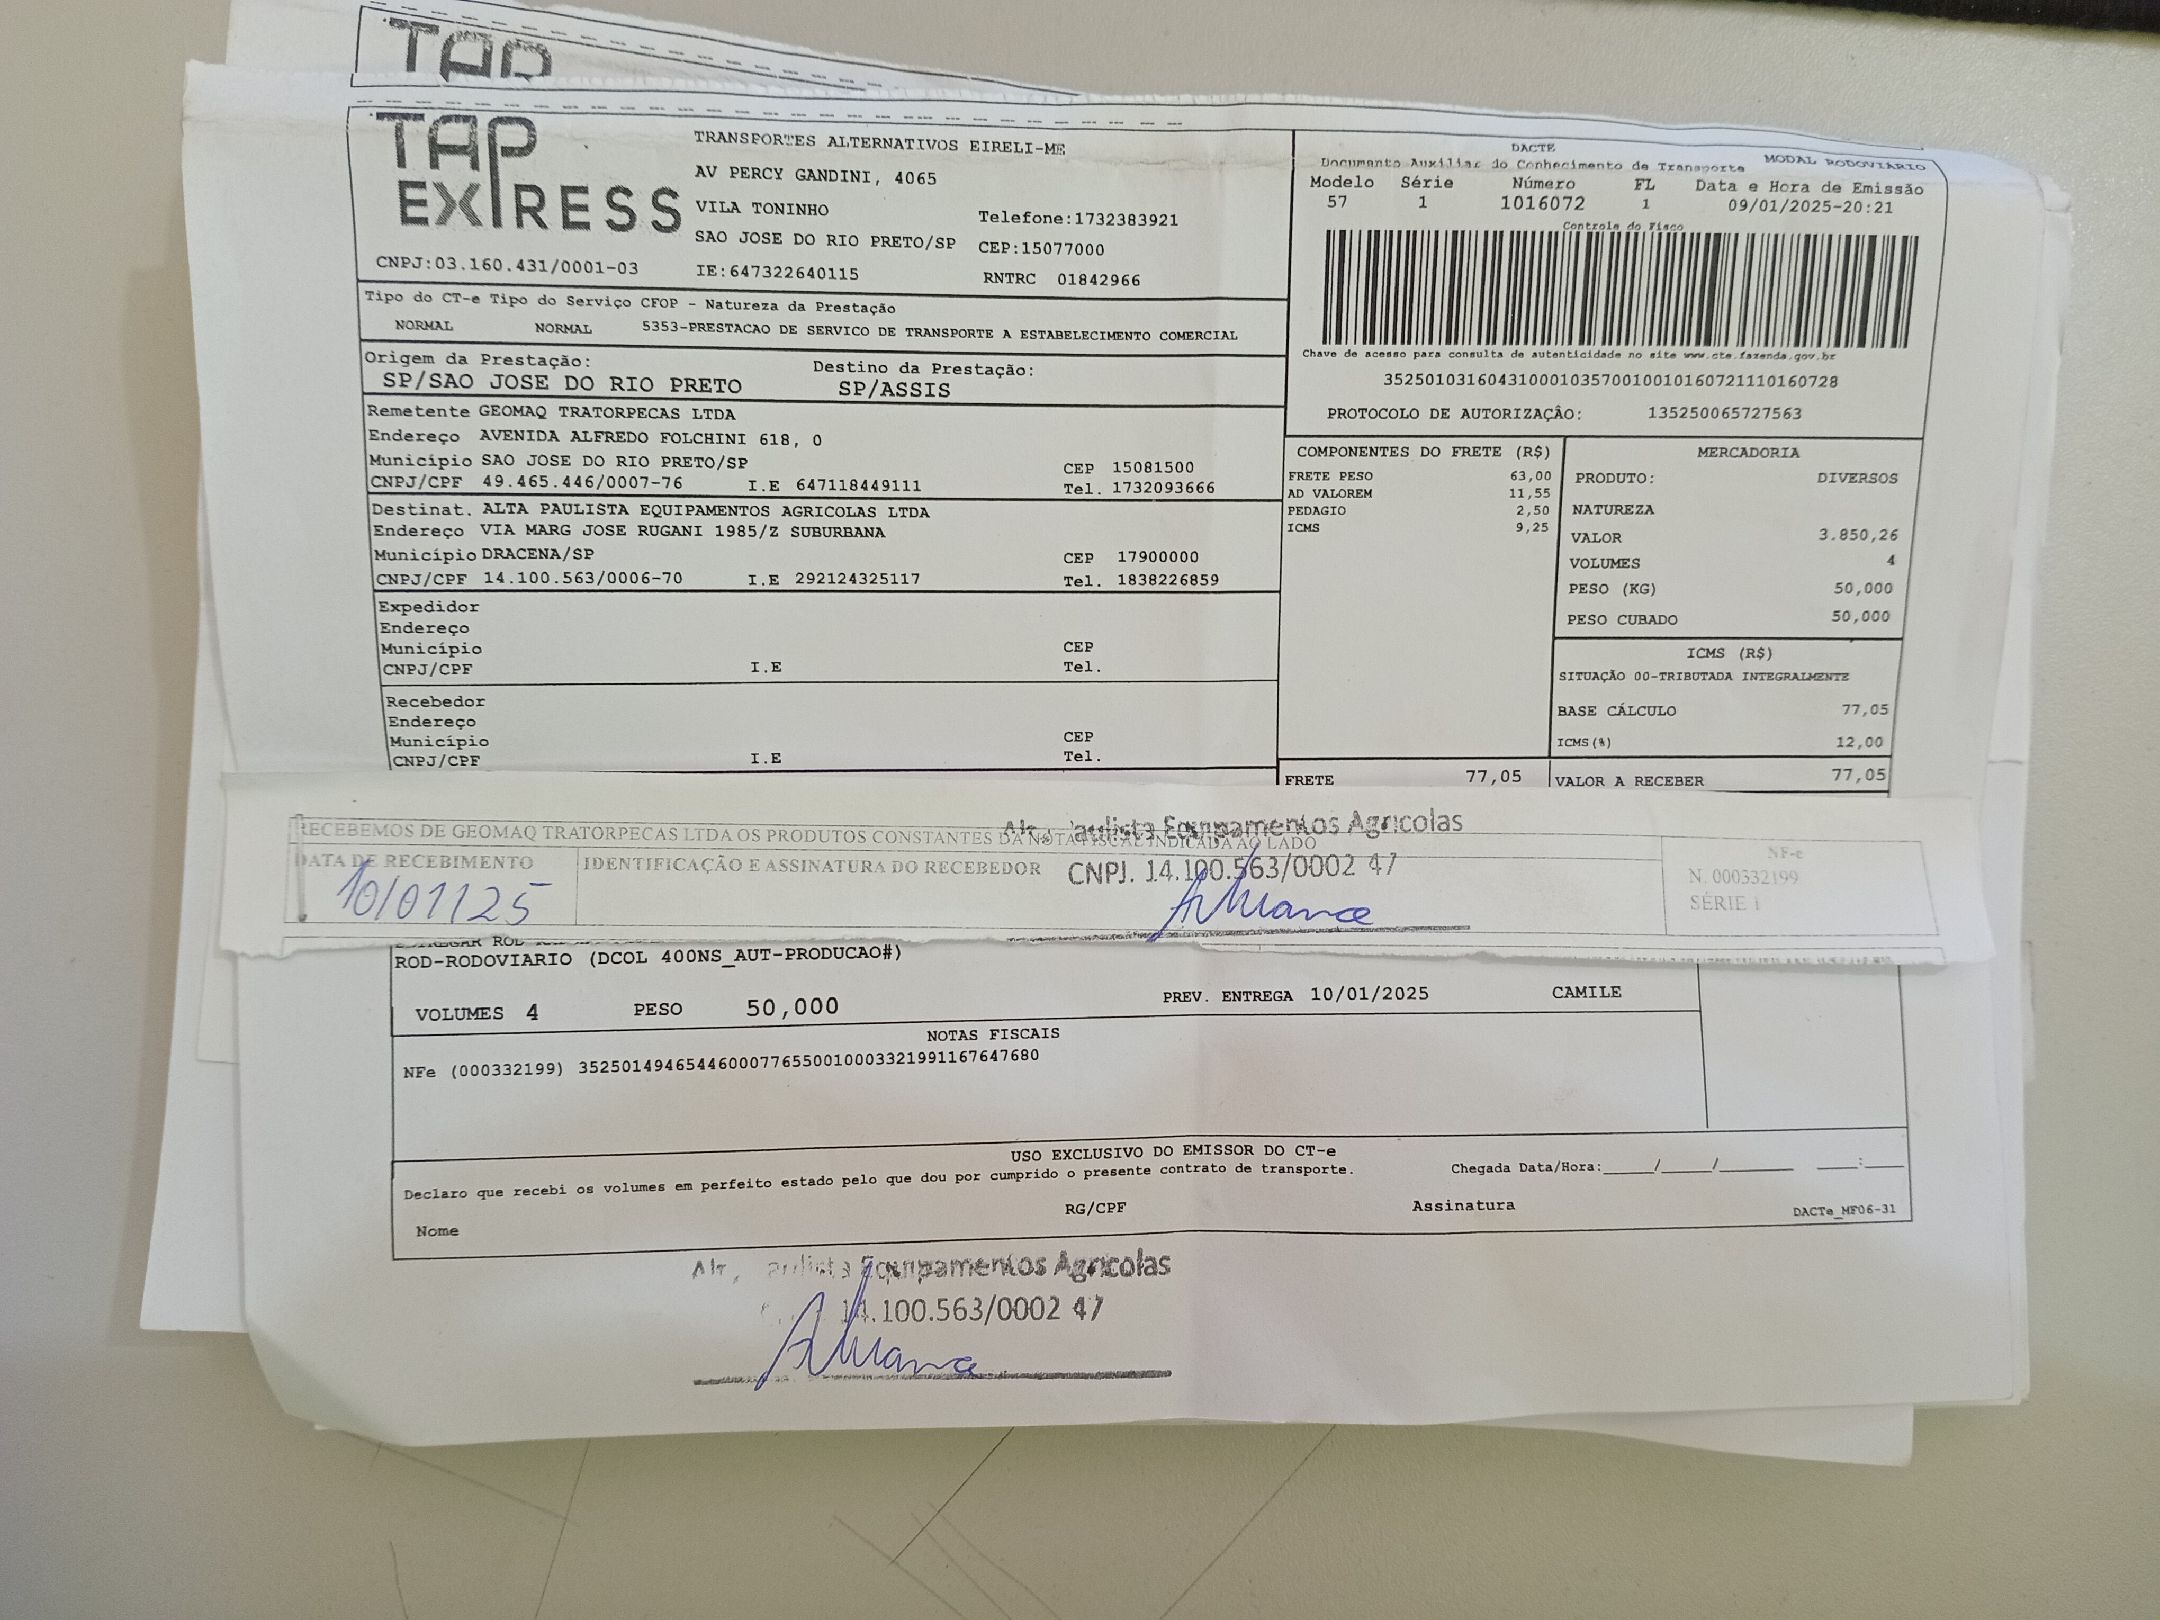 TAP
TAP
EXPRESS
TRANSPORTES ALTERNATIVOS EIRELI-ME
AV PERCY GANDINI, 4065
VILA TONINHO
Telefone:1732383921
SAO JOSE DO RIO PRETO/SP CEP:15077000
CNPJ:03.160.431/0001-03 IE:647322640115 RNTRC 01842966
DACTE
Documento Auxiliar do Conhecimento de Transporte MODAL RODOVIÁRIO
Modelo Série Número FL Data e Hora de Emissão
57 1 1016072 1 09/01/2025-20:21
Controle do Fisco
Chave de acesso para consulta de autenticidade no site www.cte.fazenda.gov.br
35250103160431000103570010010160721110160728
PROTOCOLO DE AUTORIZAÇÂO: 135250065727563
Tipo do CT-e Tipo do Serviço CFOP - Natureza da Prestação
NORMAL NORMAL 5353-PRESTACAO DE SERVICO DE TRANSPORTE A ESTABELECIMENTO COMERCIAL
Origem da Prestação: Destino da Prestação:
SP/SAO JOSE DO RIO PRETO SP/ASSIS
Remetente GEOMAQ TRATORPECAS LTDA
Endereço AVENIDA ALFREDO FOLCHINI 618, 0
Município SAO JOSE DO RIO PRETO/SP CEP 15081500
CNPJ/CPF 49.465.446/0007-76 I.E 647118449111 Tel. 1732093666
Destinat. ALTA PAULISTA EQUIPAMENTOS AGRICOLAS LTDA
Endereço VIA MARG JOSE RUGANI 1985/Z SUBURBANA
Município DRACENA/SP CEP 17900000
CNPJ/CPF 14.100.563/0006-70 I.E 292124325117 Tel. 1838226859
Expedidor
Endereço
Município CEP
CNPJ/CPF I.E Tel.
Recebedor
Endereço
Município CEP
CNPJ/CPF I.E Tel.
COMPONENTES DO FRETE (R$)
FRETE PESO 63,00
AD VALOREM 11,55
PEDAGIO 2,50
ICMS 9,25
MERCADORIA
PRODUTO: DIVERSOS
NATUREZA
VALOR 3.850,26
VOLUMES 4
PESO (KG) 50,000
PESO CUBADO 50,000
ICMS (R$)
SITUAÇÃO 00-TRIBUTADA INTEGRALMENTE
BASE CÁLCULO 77,05
ICMS(%) 12,00
FRETE 77,05 VALOR A RECEBER 77,05
RECEBEMOS DE GEOMAQ TRATORPECAS LTDA OS PRODUTOS CONSTANTES DA NOTA FISCAL INDICADA AO LADO
DATA DE RECEBIMENTO IDENTIFICAÇÃO E ASSINATURA DO RECEBEDOR
10/01/25
aulista Equipamentos Agricolas
CNPJ. 14.100.563/0002 47
NF-e
N. 000332199
SÉRIE 1
ROD-RODOVIARIO (DCOL 400NS_AUT-PRODUCAO#)
VOLUMES 4 PESO 50,000 PREV. ENTREGA 10/01/2025 CAMILE
NOTAS FISCAIS
NFe (000332199) 35250149465446000776550010003321991167647680
USO EXCLUSIVO DO EMISSOR DO CT-e
Declaro que recebi os volumes em perfeito estado pelo que dou por cumprido o presente contrato de transporte. Chegada Data/Hora:_____/_____/_______ ____:____
Nome RG/CPF Assinatura DACTe_MF06-31
aulista Equipamentos Agricolas
14.100.563/0002 47